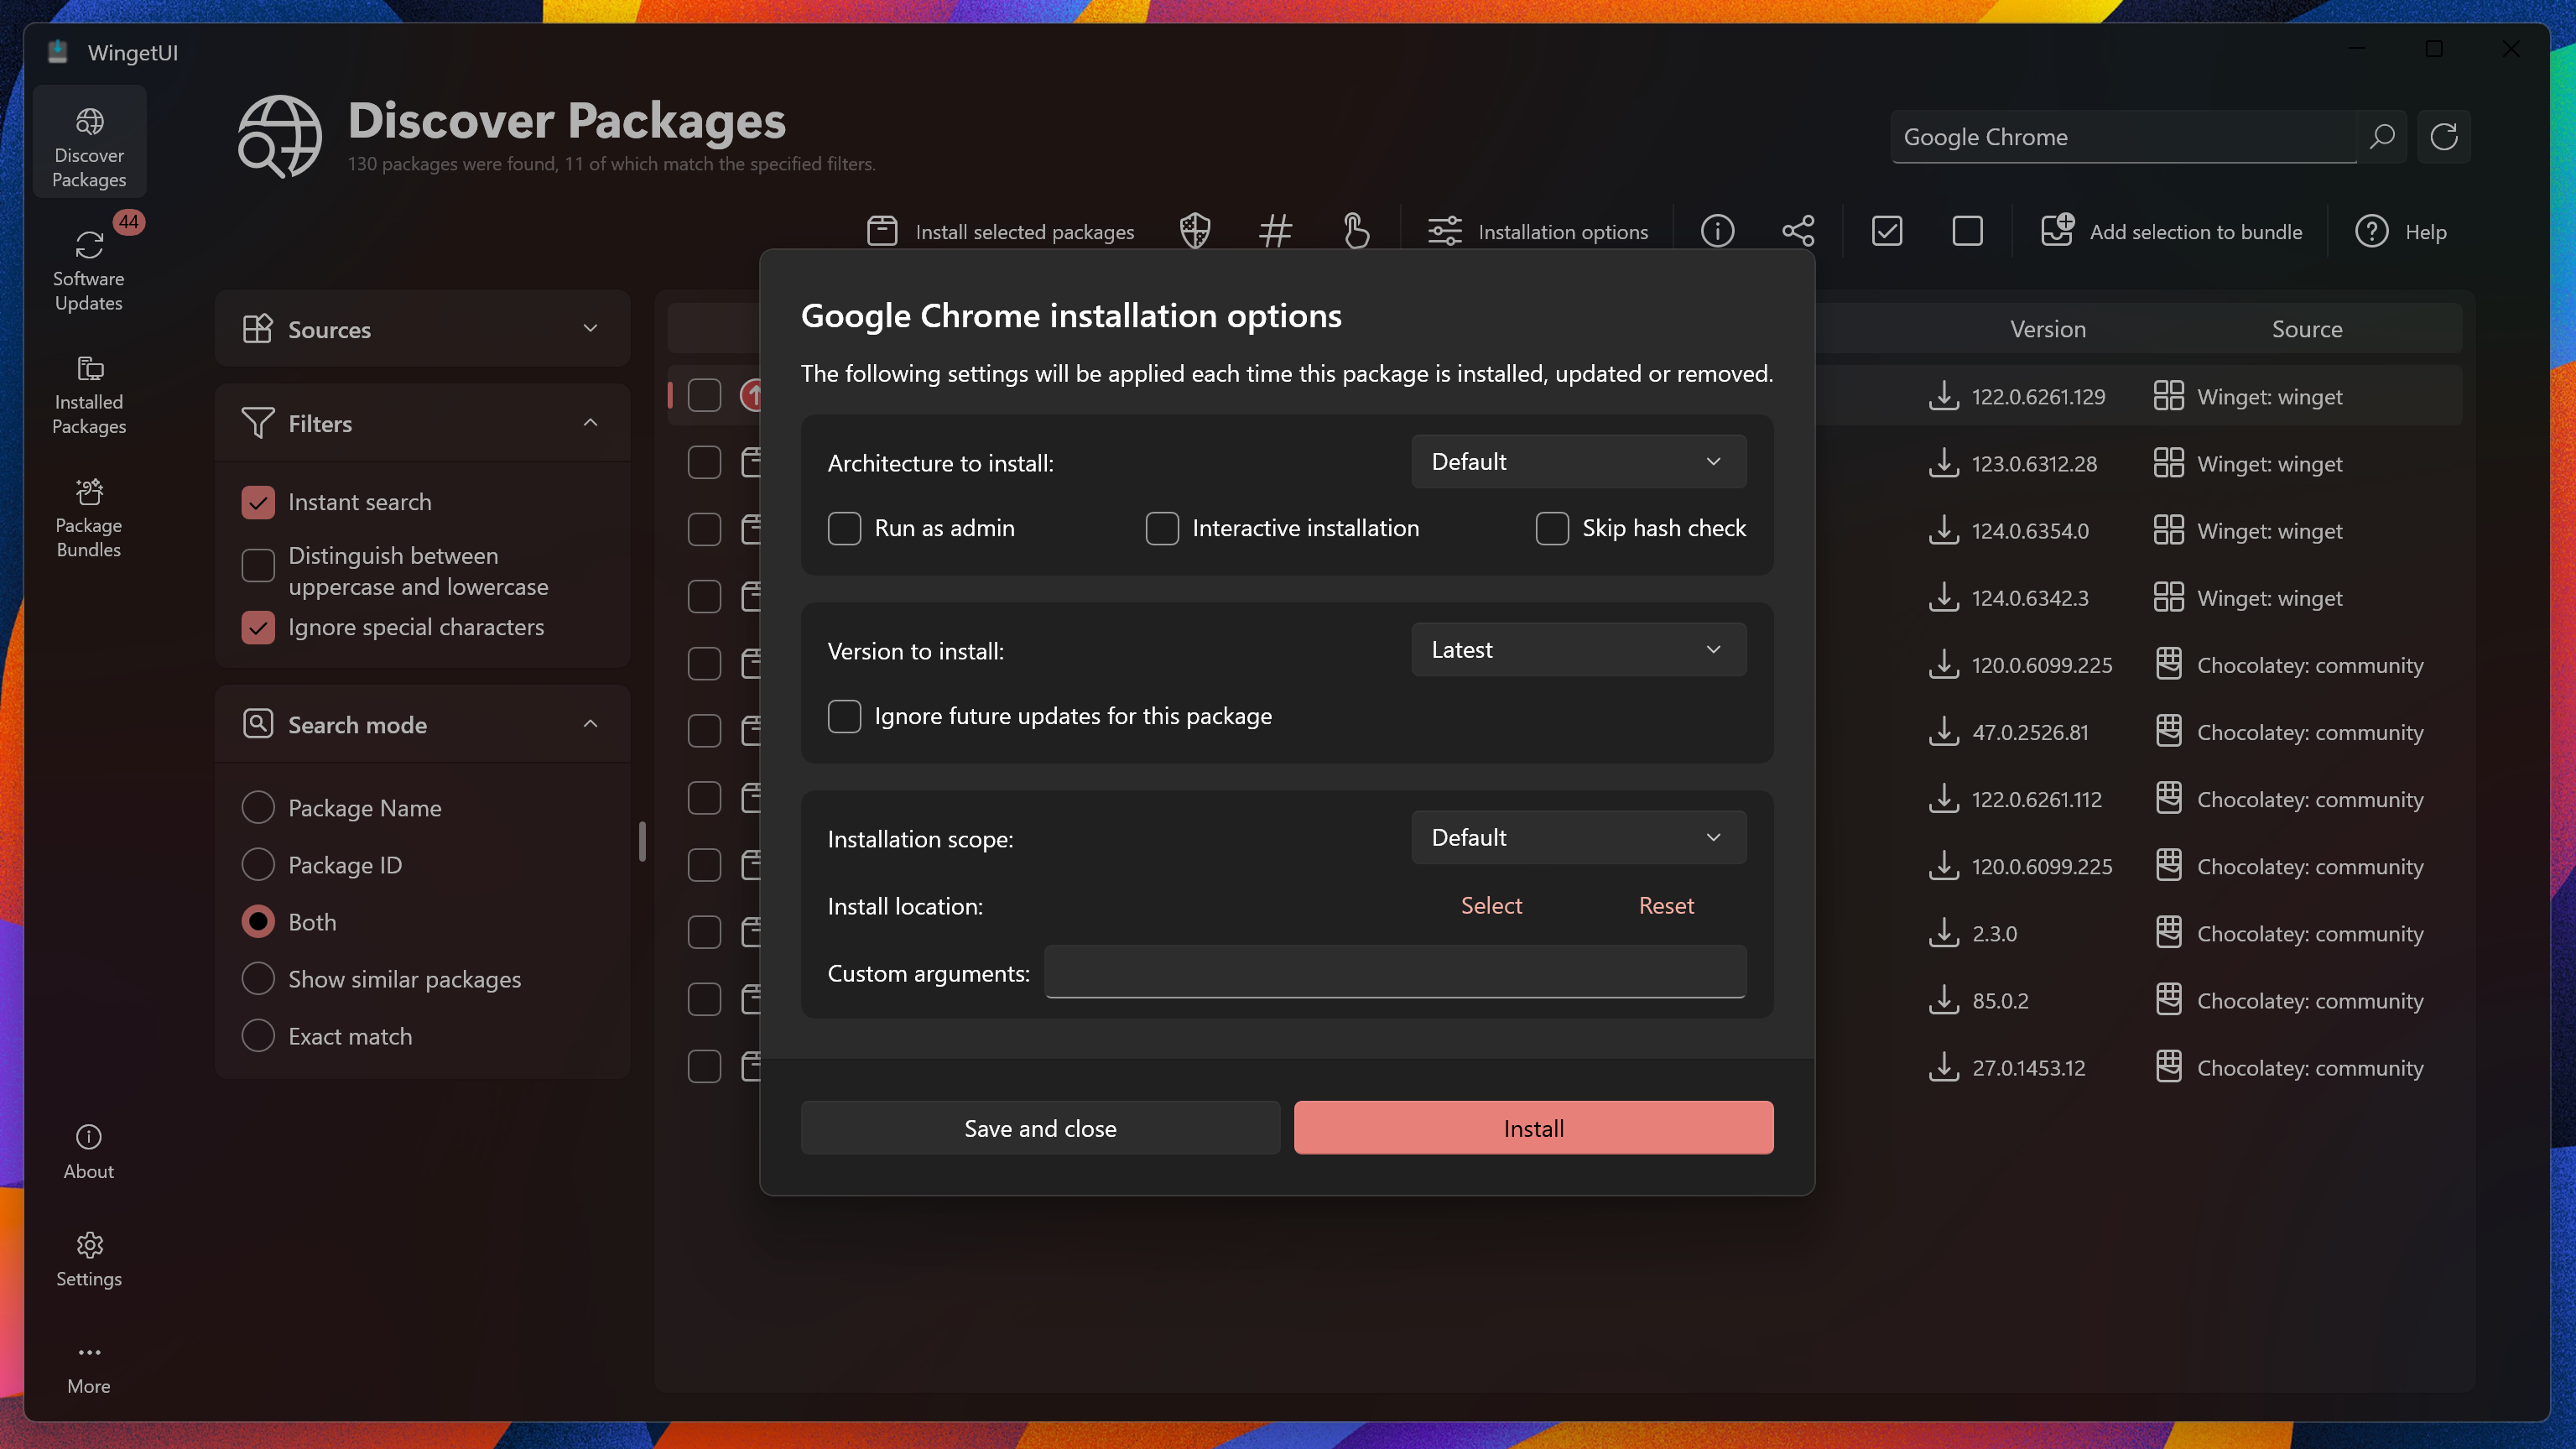 WingetUI
Discover
Packages
44
Software
Updates
Installed
Packages
Package
Bundles
About
Settings
More
Discover Packages
130 packages were found, 11 of which match the specified filters.
Google Chrome
Install selected packages
Installation options
Add selection to bundle
Help
Sources
Filters
Instant search
Distinguish between
uppercase and lowercase
Ignore special characters
Search mode
Package Name
Package ID
Both
Show similar packages
Exact match
Google Chrome installation options
The following settings will be applied each time this package is installed, updated or removed.
Architecture to install:
Default
Run as admin
Interactive installation
Skip hash check
Version to install:
Latest
Ignore future updates for this package
Installation scope:
Default
Install location:
Select
Reset
Custom arguments:
Save and close
Install
Version Source
122.0.6261.129 Winget: winget
123.0.6312.28 Winget: winget
124.0.6354.0 Winget: winget
124.0.6342.3 Winget: winget
120.0.6099.225 Chocolatey: community
47.0.2526.81 Chocolatey: community
122.0.6261.112 Chocolatey: community
120.0.6099.225 Chocolatey: community
2.3.0 Chocolatey: community
85.0.2 Chocolatey: community
27.0.1453.12 Chocolatey: community